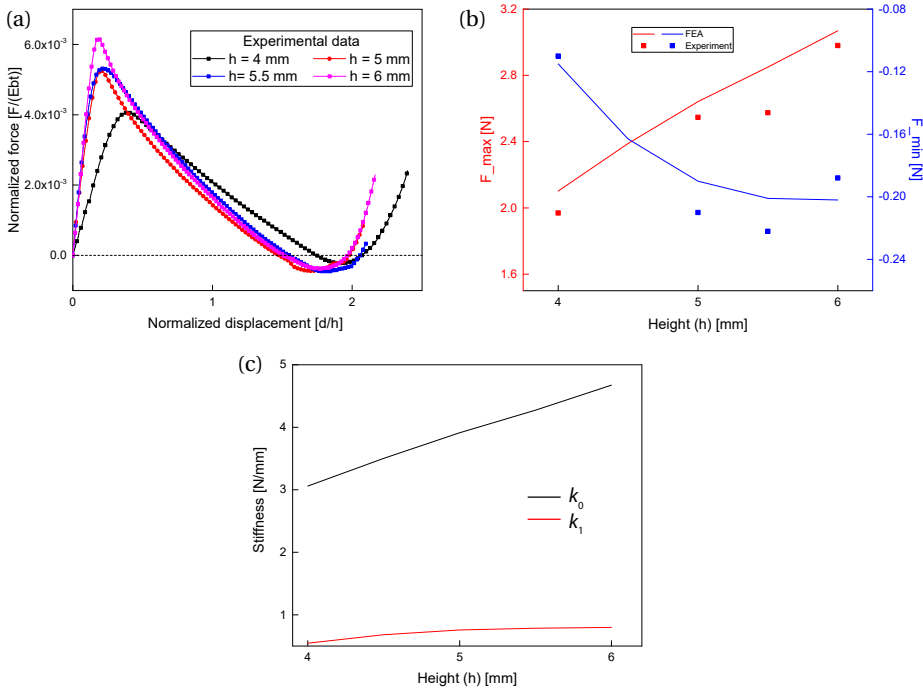 (a)
Normalized force [F/(Ebt)]
6.0x10⁻³
4.0x10⁻³
2.0x10⁻³
0.0
0
1
2
Normalized displacement [d/h]
Experimental data
h = 4 mm
h = 5 mm
h= 5.5 mm
h = 6 mm
(b)
F_max [N]
3.2
2.8
2.4
2.0
1.6
4
5
6
Height (h) [mm]
FEA
Experiment
-0.08
-0.12
-0.16
-0.20
-0.24
F_min [N]
(c)
Stiffness [N/mm]
5
4
3
2
1
4
5
6
Height (h) [mm]
k₀
k₁